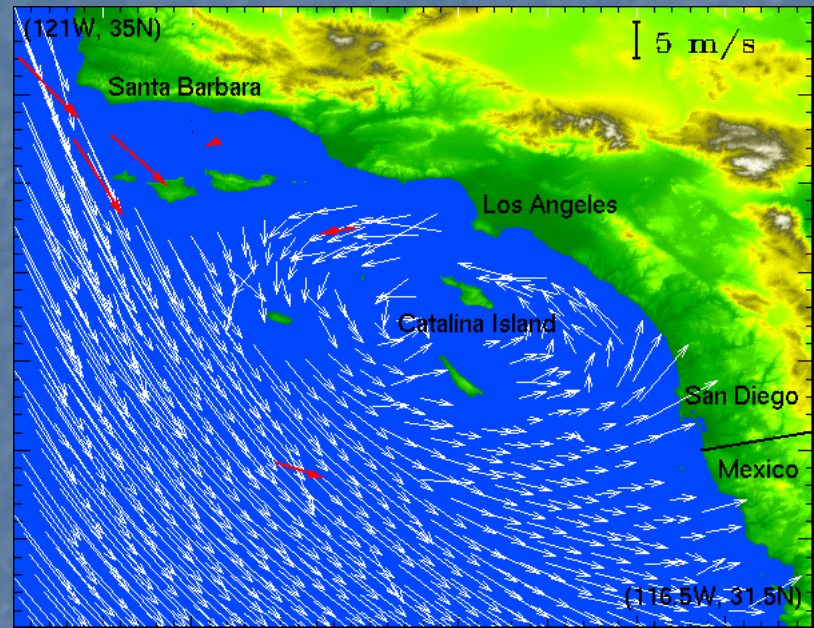 (121W, 35N)
5 m/s
Santa Barbara
Los Angeles
Catalina Island
San Diego
Mexico
(116.5W, 31.5N)